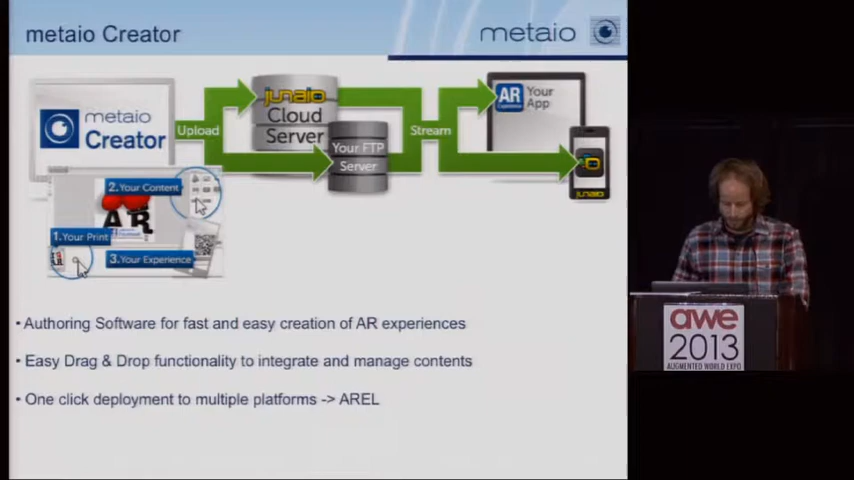 metaio Creator
metaio
metaio
Creator
Upload
junaio
Cloud
Server
Your FTP
Server
Stream
AR
Your
App
junaio
2.Your Content
AR
1.Your Print
3.Your Experience
• Authoring Software for fast and easy creation of AR experiences
• Easy Drag & Drop functionality to integrate and manage contents
• One click deployment to multiple platforms -> AREL
awe
2013
AUGMENTED WORLD EXPO